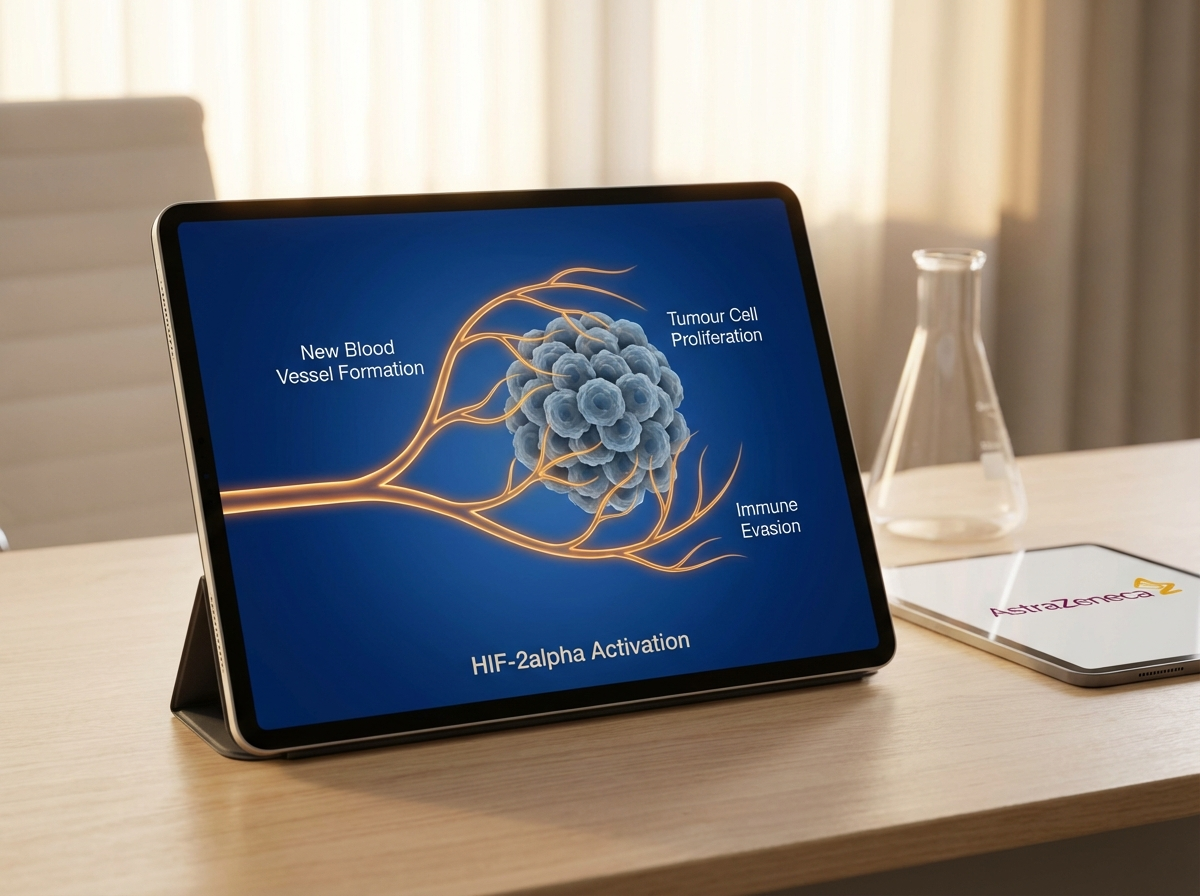 New Blood
Vessel Formation
Tumour Cell
Proliferation
Immune
Evasion
HIF-2alpha Activation
AstraZeneca